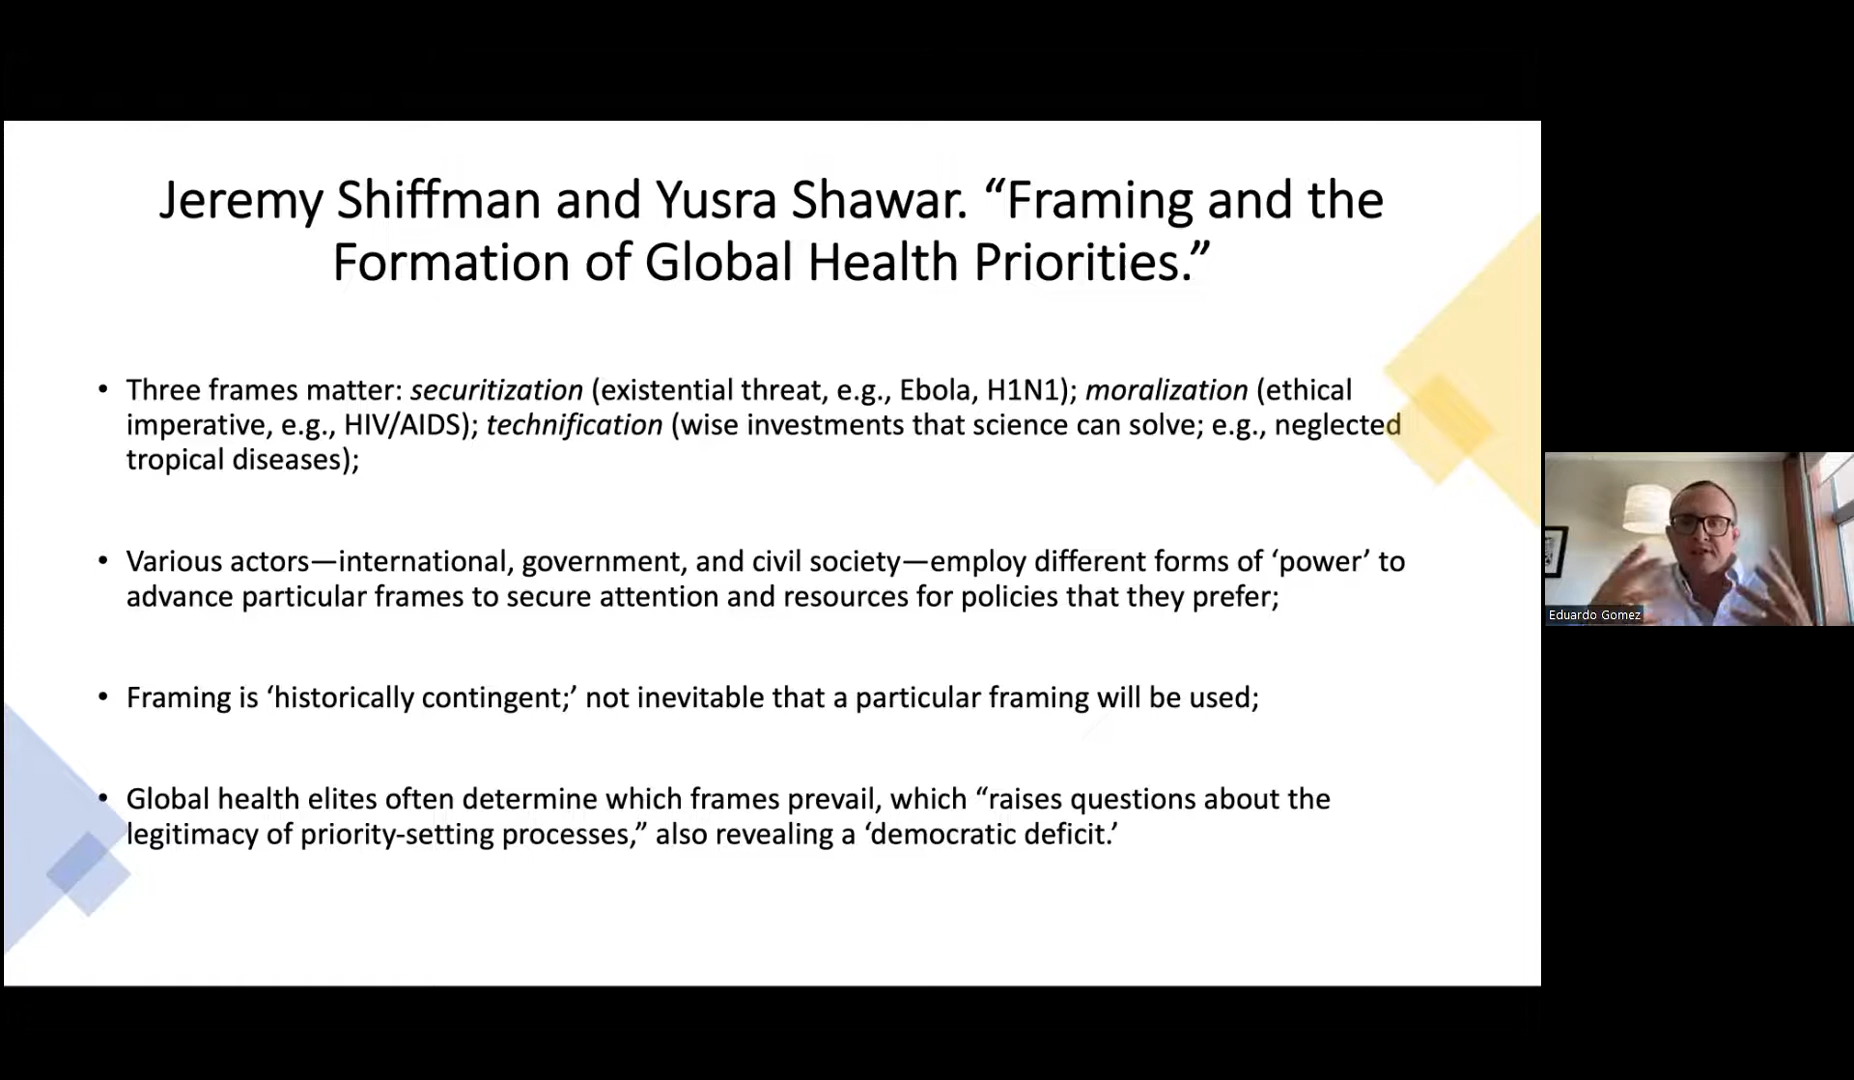 Jeremy Shiffman and Yusra Shawar. “Framing and the
Formation of Global Health Priorities.”
• Three frames matter: securitization (existential threat, e.g., Ebola, H1N1); moralization (ethical
imperative, e.g., HIV/AIDS); technification (wise investments that science can solve; e.g., neglected
tropical diseases);
• Various actors—international, government, and civil society—employ different forms of ‘power’ to
advance particular frames to secure attention and resources for policies that they prefer;
• Framing is ‘historically contingent;’ not inevitable that a particular framing will be used;
• Global health elites often determine which frames prevail, which “raises questions about the
legitimacy of priority-setting processes,” also revealing a ‘democratic deficit.’
Eduardo Gomez